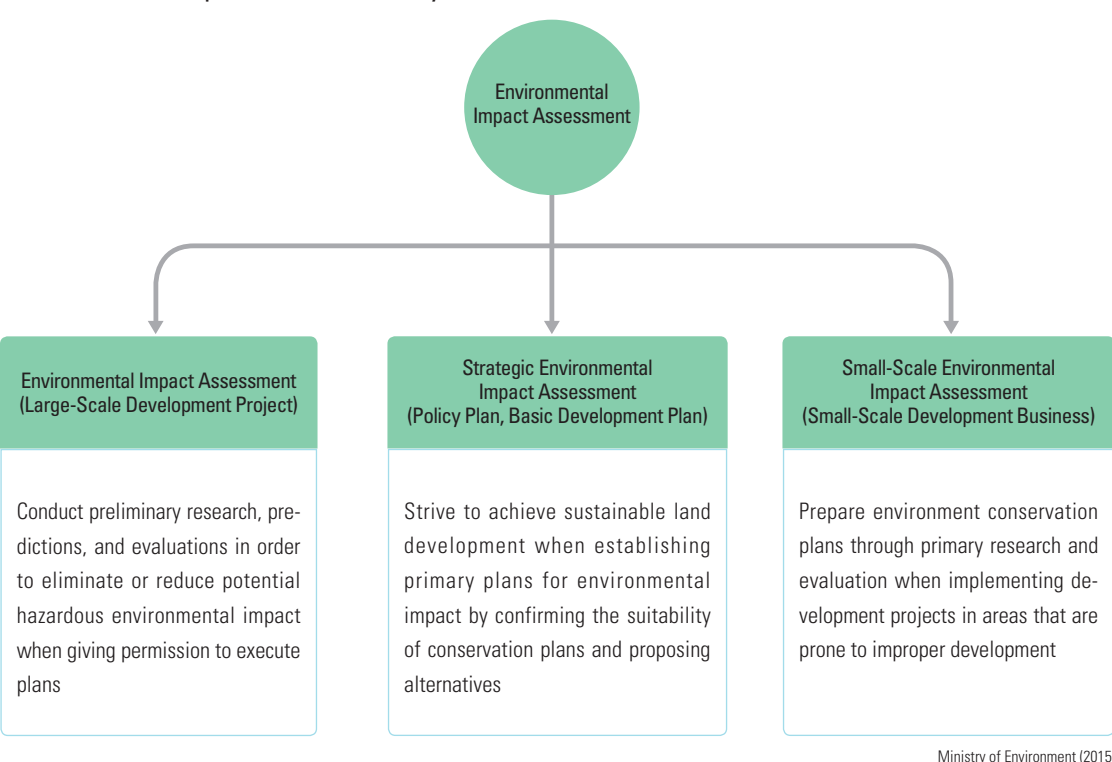 Environmental
Impact Assessment
Environmental Impact Assessment
(Large-Scale Development Project)
Conduct preliminary research, pre-
dictions, and evaluations in order
to eliminate or reduce potential
hazardous environmental impact
when giving permission to execute
plans
Strategic Environmental
Impact Assessment
(Policy Plan, Basic Development Plan)
Strive to achieve sustainable land
development when establishing
primary plans for environmental
impact by confirming the suitability
of conservation plans and proposing
alternatives
Small-Scale Environmental
Impact Assessment
(Small-Scale Development Business)
Prepare environment conservation
plans through primary research and
evaluation when implementing de-
velopment projects in areas that are
prone to improper development
Ministry of Environment (2015